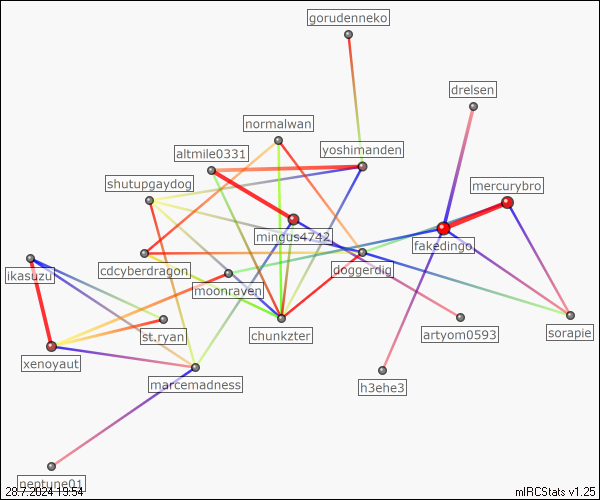 gorudenneko
drelsen
normalwan
yoshimanden
altmile0331
shutupgaydog
mercurybro
mingus4742
fakedingo
ikasuzu
cdcyberdragon
doggerdig
moonraven
st.ryan
chunkzter
artyom0593
sorapie
xenoyaut
marcemadness
h3ehe3
neptune01
28.7.2024 19:54
mIRCStats v1.25